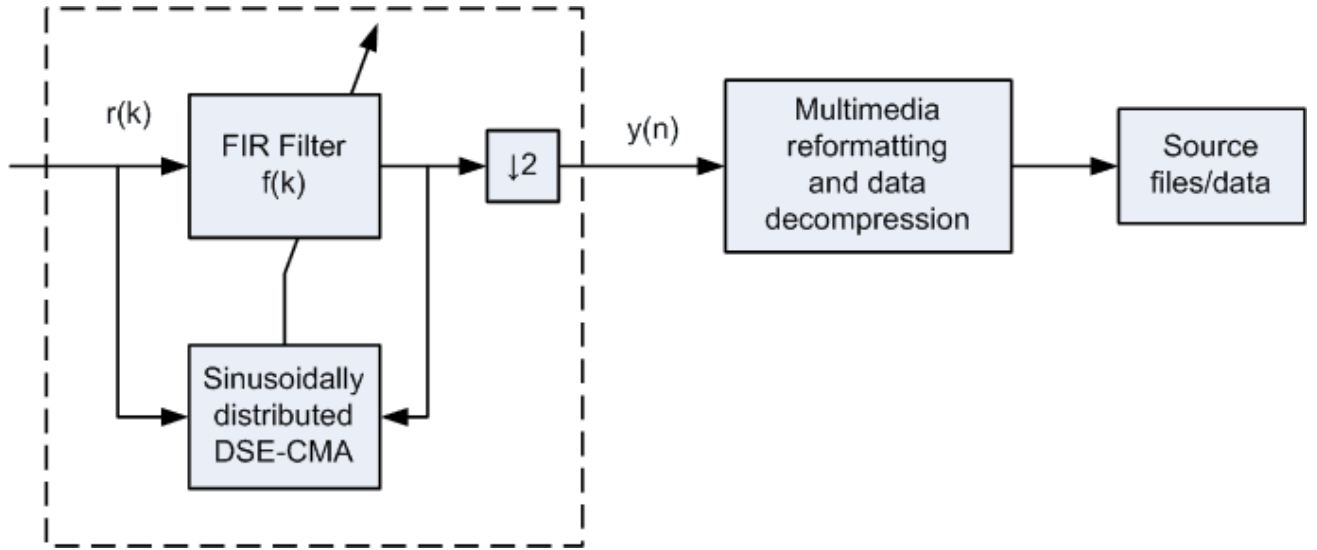 r(k)
FIR Filter
f(k)
↓2
y(n)
Multimedia
reformatting
and data
decompression
Source
files/data
Sinusoidally
distributed
DSE-CMA